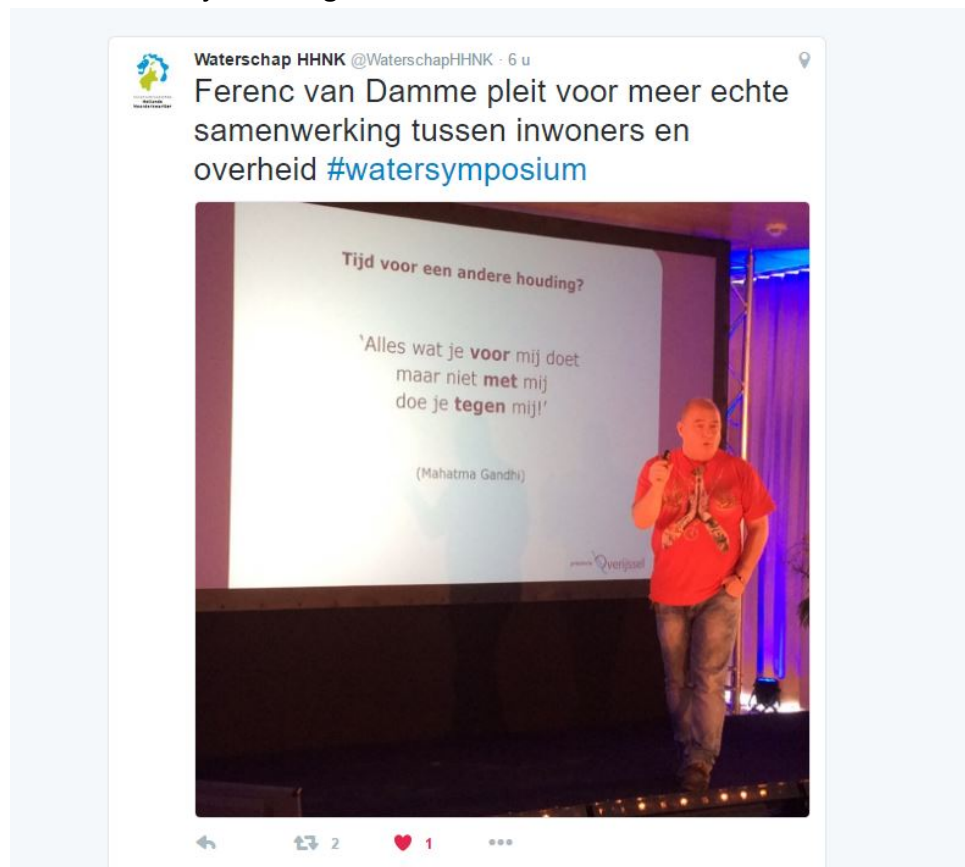 Waterschap HHNK @WaterschapHHNK · 6 u
Ferenc van Damme pleit voor meer echte
samenwerking tussen inwoners en
overheid #watersymposium
Tijd voor een andere houding?
‘Alles wat je voor mij doet
maar niet met mij
doe je tegen mij!’
(Mahatma Gandhi)
provincie Overijssel
2 1